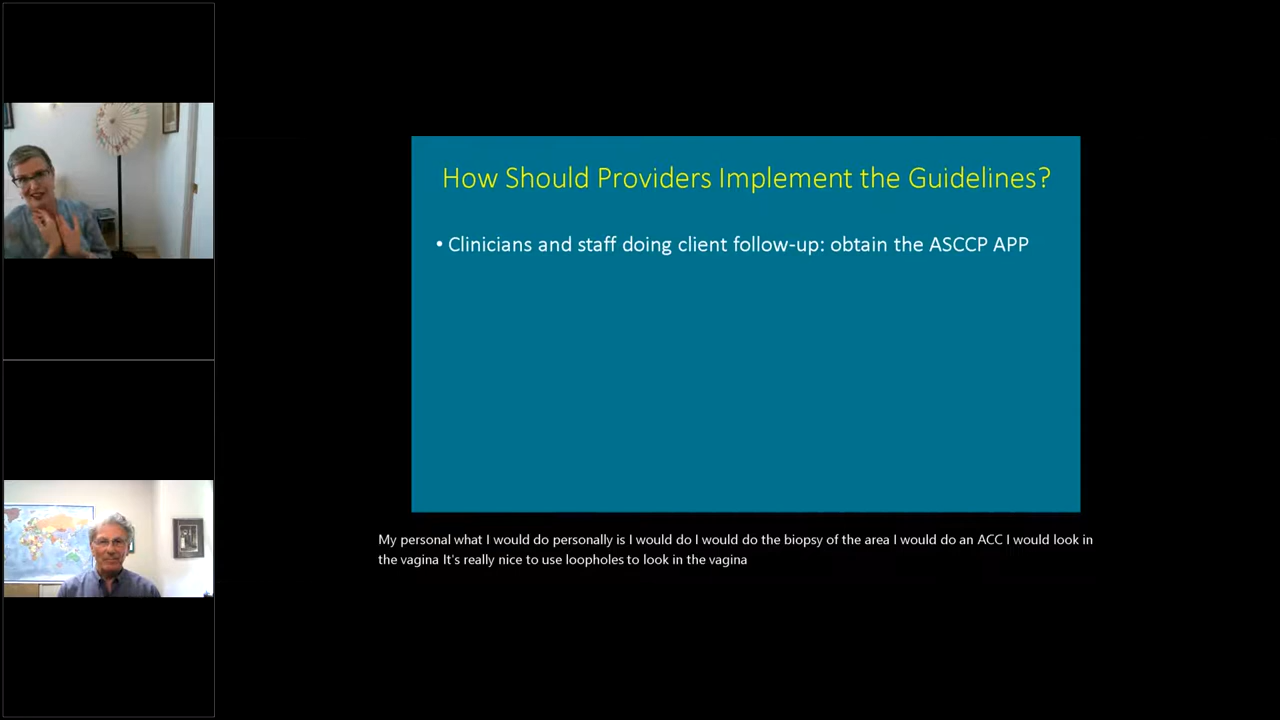 How Should Providers Implement the Guidelines?
• Clinicians and staff doing client follow-up: obtain the ASCCP APP
My personal what I would do personally is I would do I would do the biopsy of the area I would do an ACC I would look in
the vagina It's really nice to use loopholes to look in the vagina